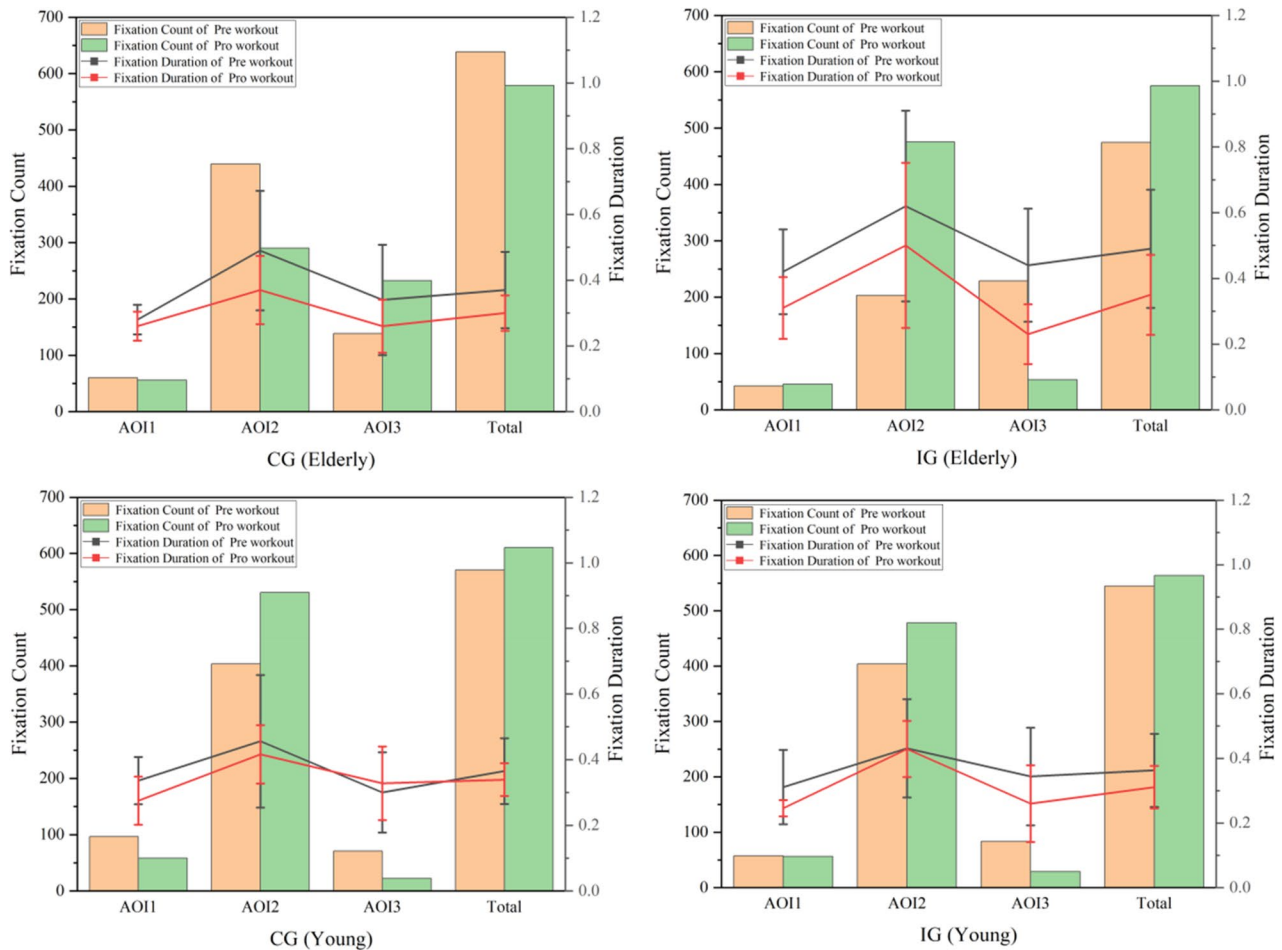 Fixation Count of Pre workout
Fixation Count of Pro workout
Fixation Duration of Pre workout
Fixation Duration of Pro workout
700
600
500
400
300
200
100
0
Fixation Count
1.2
1.0
0.8
0.6
0.4
0.2
0.0
Fixation Duration
AOI1 AOI2 AOI3 Total
CG (Elderly)
Fixation Count of Pre workout
Fixation Count of Pro workout
Fixation Duration of Pre workout
Fixation Duration of Pro workout
700
600
500
400
300
200
100
0
Fixation Count
1.2
1.0
0.8
0.6
0.4
0.2
0.0
Fixation Duration
AOI1 AOI2 AOI3 Total
IG (Elderly)
Fixation Count of Pre workout
Fixation Count of Pro workout
Fixation Duration of Pre workout
Fixation Duration of Pro workout
700
600
500
400
300
200
100
0
Fixation Count
1.2
1.0
0.8
0.6
0.4
0.2
0.0
Fixation Duration
AOI1 AOI2 AOI3 Total
CG (Young)
Fixation Count of Pre workout
Fixation Count of Pro workout
Fixation Duration of Pre workout
Fixation Duration of Pro workout
700
600
500
400
300
200
100
0
Fixation Count
1.2
1.0
0.8
0.6
0.4
0.2
0.0
Fixation Duration
AOI1 AOI2 AOI3 Total
IG (Young)